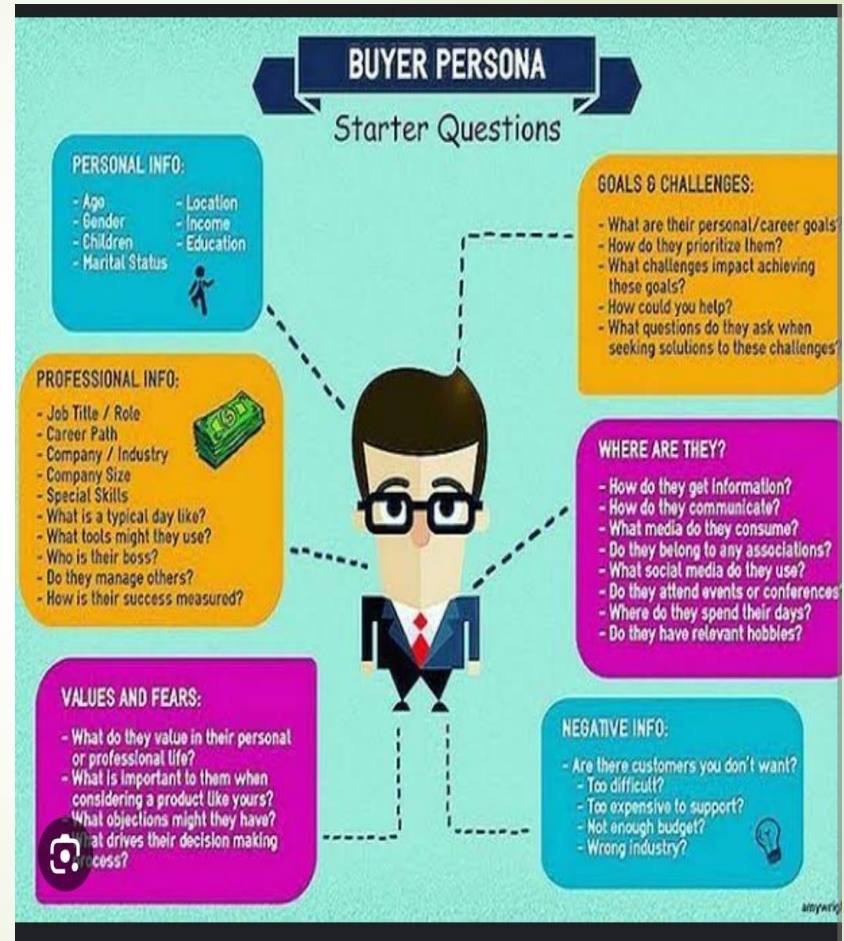 BUYER PERSONA
Starter Questions
PERSONAL INFO:
- Age
- Gender
- Children
- Marital Status
- Location
- Income
- Education
GOALS & CHALLENGES:
- What are their personal/career goals?
- How do they prioritize them?
- What challenges impact achieving
these goals?
- How could you help?
- What questions do they ask when
seeking solutions to these challenges?
PROFESSIONAL INFO:
- Job Title / Role
- Career Path
- Company / Industry
- Company Size
- Special Skills
- What is a typical day like?
- What tools might they use?
- Who is their boss?
- Do they manage others?
- How is their success measured?
WHERE ARE THEY?
- How do they get information?
- How do they communicate?
- What media do they consume?
- Do they belong to any associations?
- What social media do they use?
- Do they attend events or conferences
- Where do they spend their days?
- Do they have relevant hobbies?
VALUES AND FEARS:
- What do they value in their personal
or professional life?
- What is important to them when
considering a product like yours?
- What objections might they have?
hat drives their decision making
ocess?
NEGATIVE INFO:
- Are there customers you don't want?
- Too difficult?
- Too expensive to support?
- Not enough budget?
- Wrong industry?